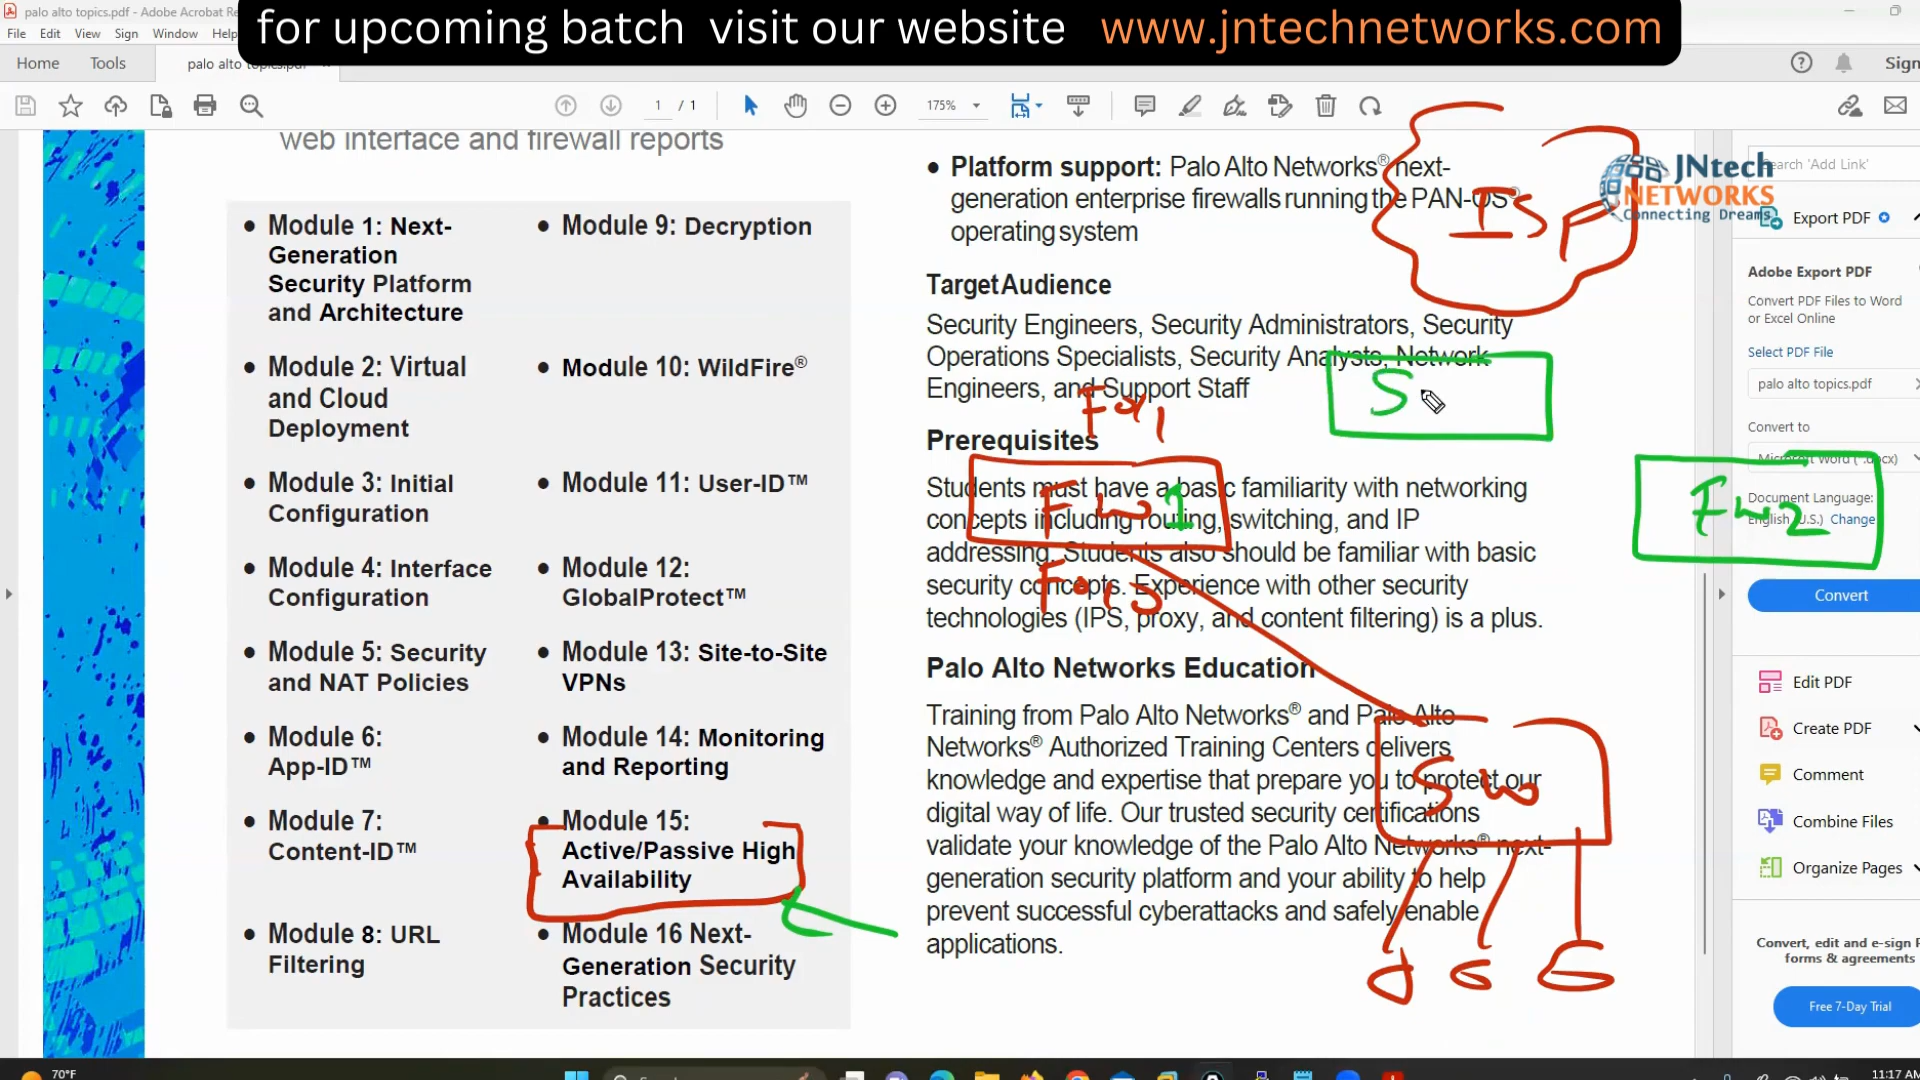 palo alto topics.pdf - Adobe Acrobat Re
for upcoming batch visit our website www.jntechnetworks.com
File Edit View Sign Window Help
Home Tools palo alto topics.pdf
Sign
1 / 1
175%
web interface and firewall reports
Module 1: Next-
Generation
Security Platform
and Architecture
Module 2: Virtual
and Cloud
Deployment
Module 3: Initial
Configuration
Module 4: Interface
Configuration
Module 5: Security
and NAT Policies
Module 6:
App-ID™
Module 7:
Content-ID™
Module 8: URL
Filtering
Module 9: Decryption
Module 10: WildFire®
Module 11: User-ID™
Module 12:
GlobalProtect™
Module 13: Site-to-Site
VPNs
Module 14: Monitoring
and Reporting
Module 15:
Active/Passive High
Availability
Module 16 Next-
Generation Security
Practices
Platform support: Palo Alto Networks® next-
generation enterprise firewalls running the PAN-OS®
operating system
Target Audience
Security Engineers, Security Administrators, Security
Operations Specialists, Security Analysts, Network
Engineers, and Support Staff
Prerequisites
Students must have a basic familiarity with networking
concepts including routing, switching, and IP
addressing. Students also should be familiar with basic
security concepts. Experience with other security
technologies (IPS, proxy, and content filtering) is a plus.
Palo Alto Networks Education
Training from Palo Alto Networks® and Palo Alto
Networks® Authorized Training Centers delivers
knowledge and expertise that prepare you to protect our
digital way of life. Our trusted security certifications
validate your knowledge of the Palo Alto Networks® next-
generation security platform and your ability to help
prevent successful cyberattacks and safely enable
applications.
ISP
S
FW1
FW2
SW
JNtech
NETWORKS
Connecting Dreams
Search 'Add Link'
Export PDF
Adobe Export PDF
Convert PDF Files to Word
or Excel Online
Select PDF File
palo alto topics.pdf
Convert to
Microsoft Word (*.docx)
Document Language:
English (U.S.) Change
Convert
Edit PDF
Create PDF
Comment
Combine Files
Organize Pages
Convert, edit and e-sign P
forms & agreements
Free 7-Day Trial
70°F
11:17 AM